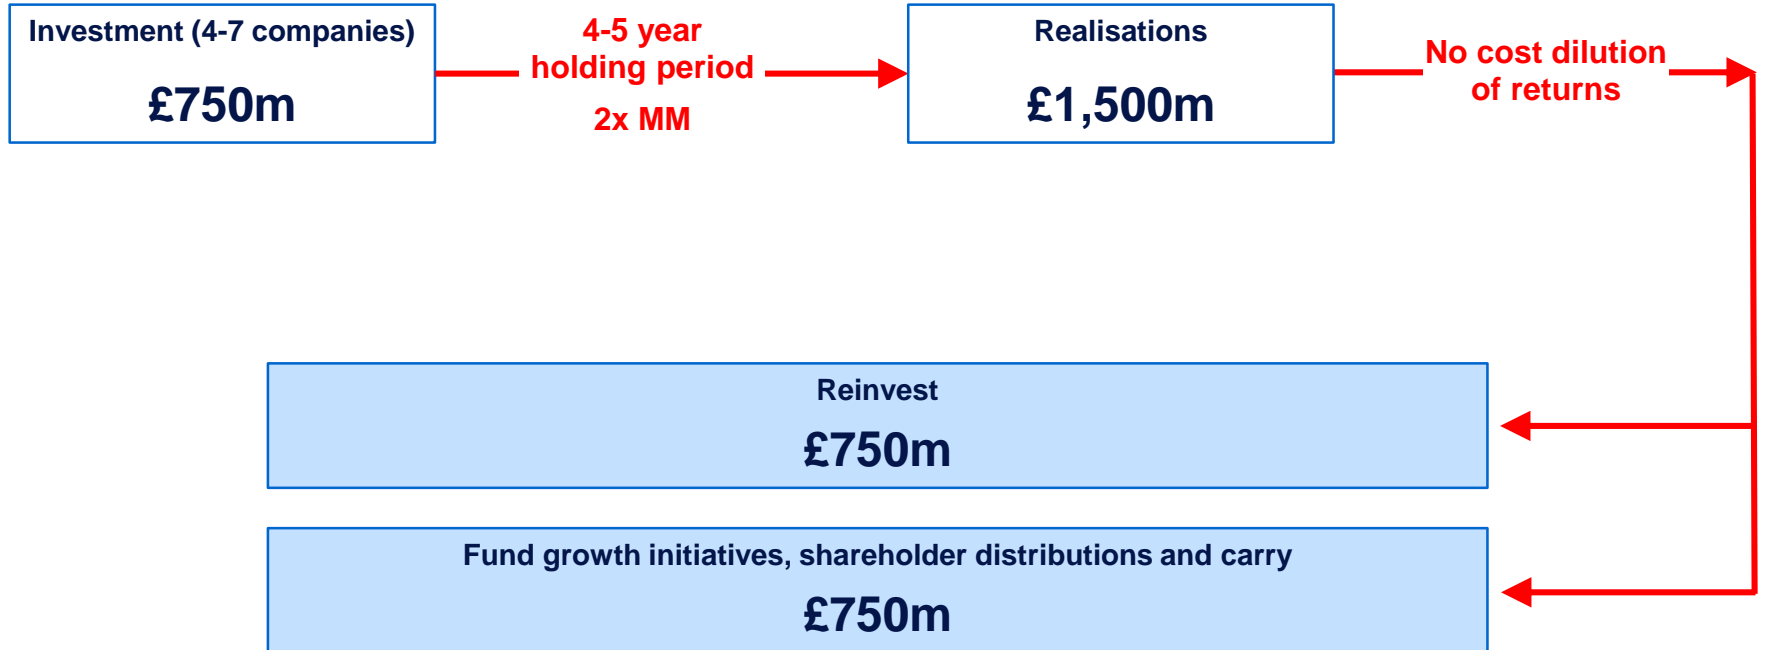 Investment (4-7 companies)
£750m
4-5 year
holding period
2x MM
Realisations
£1,500m
No cost dilution
of returns
Reinvest
£750m
Fund growth initiatives, shareholder distributions and carry
£750m